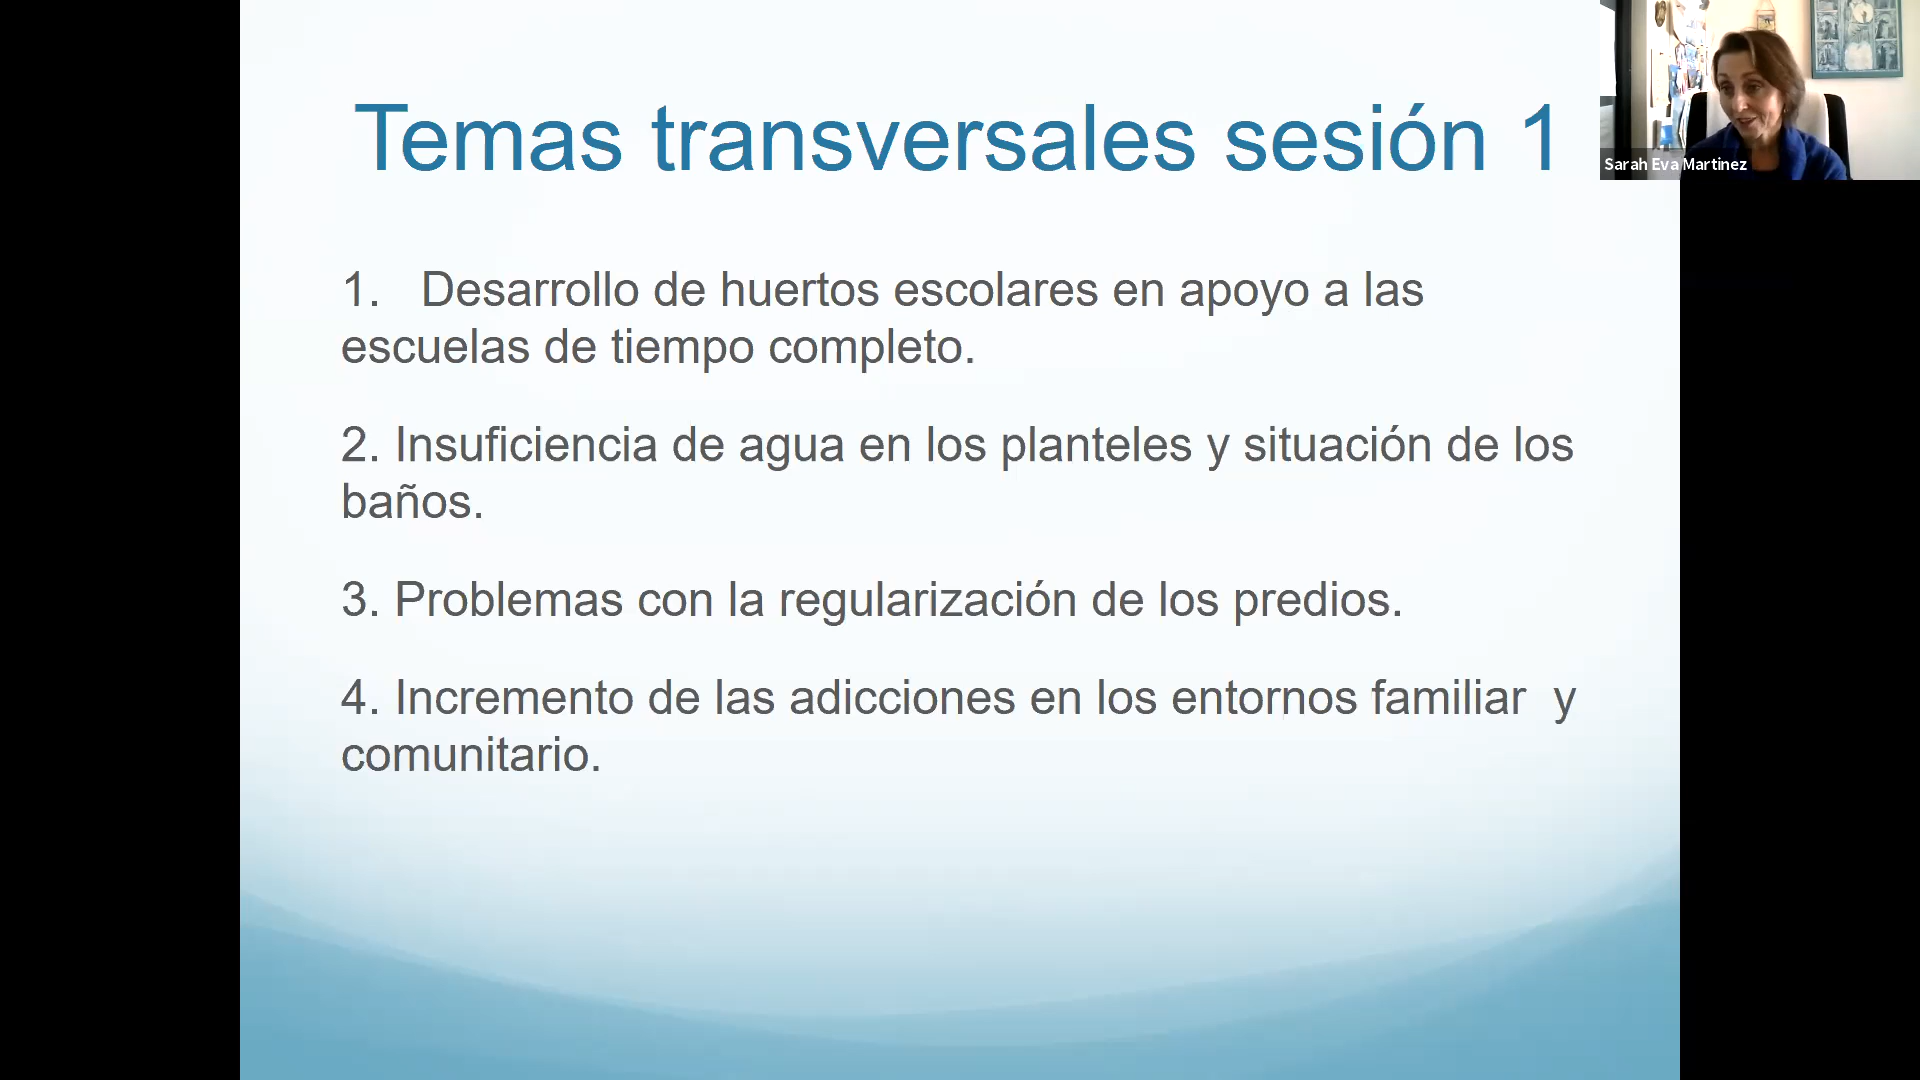 Temas transversales sesión 1
Sarah Eva Martinez
1. Desarrollo de huertos escolares en apoyo a las
escuelas de tiempo completo.
2. Insuficiencia de agua en los planteles y situación de los
baños.
3. Problemas con la regularización de los predios.
4. Incremento de las adicciones en los entornos familiar  y
comunitario.